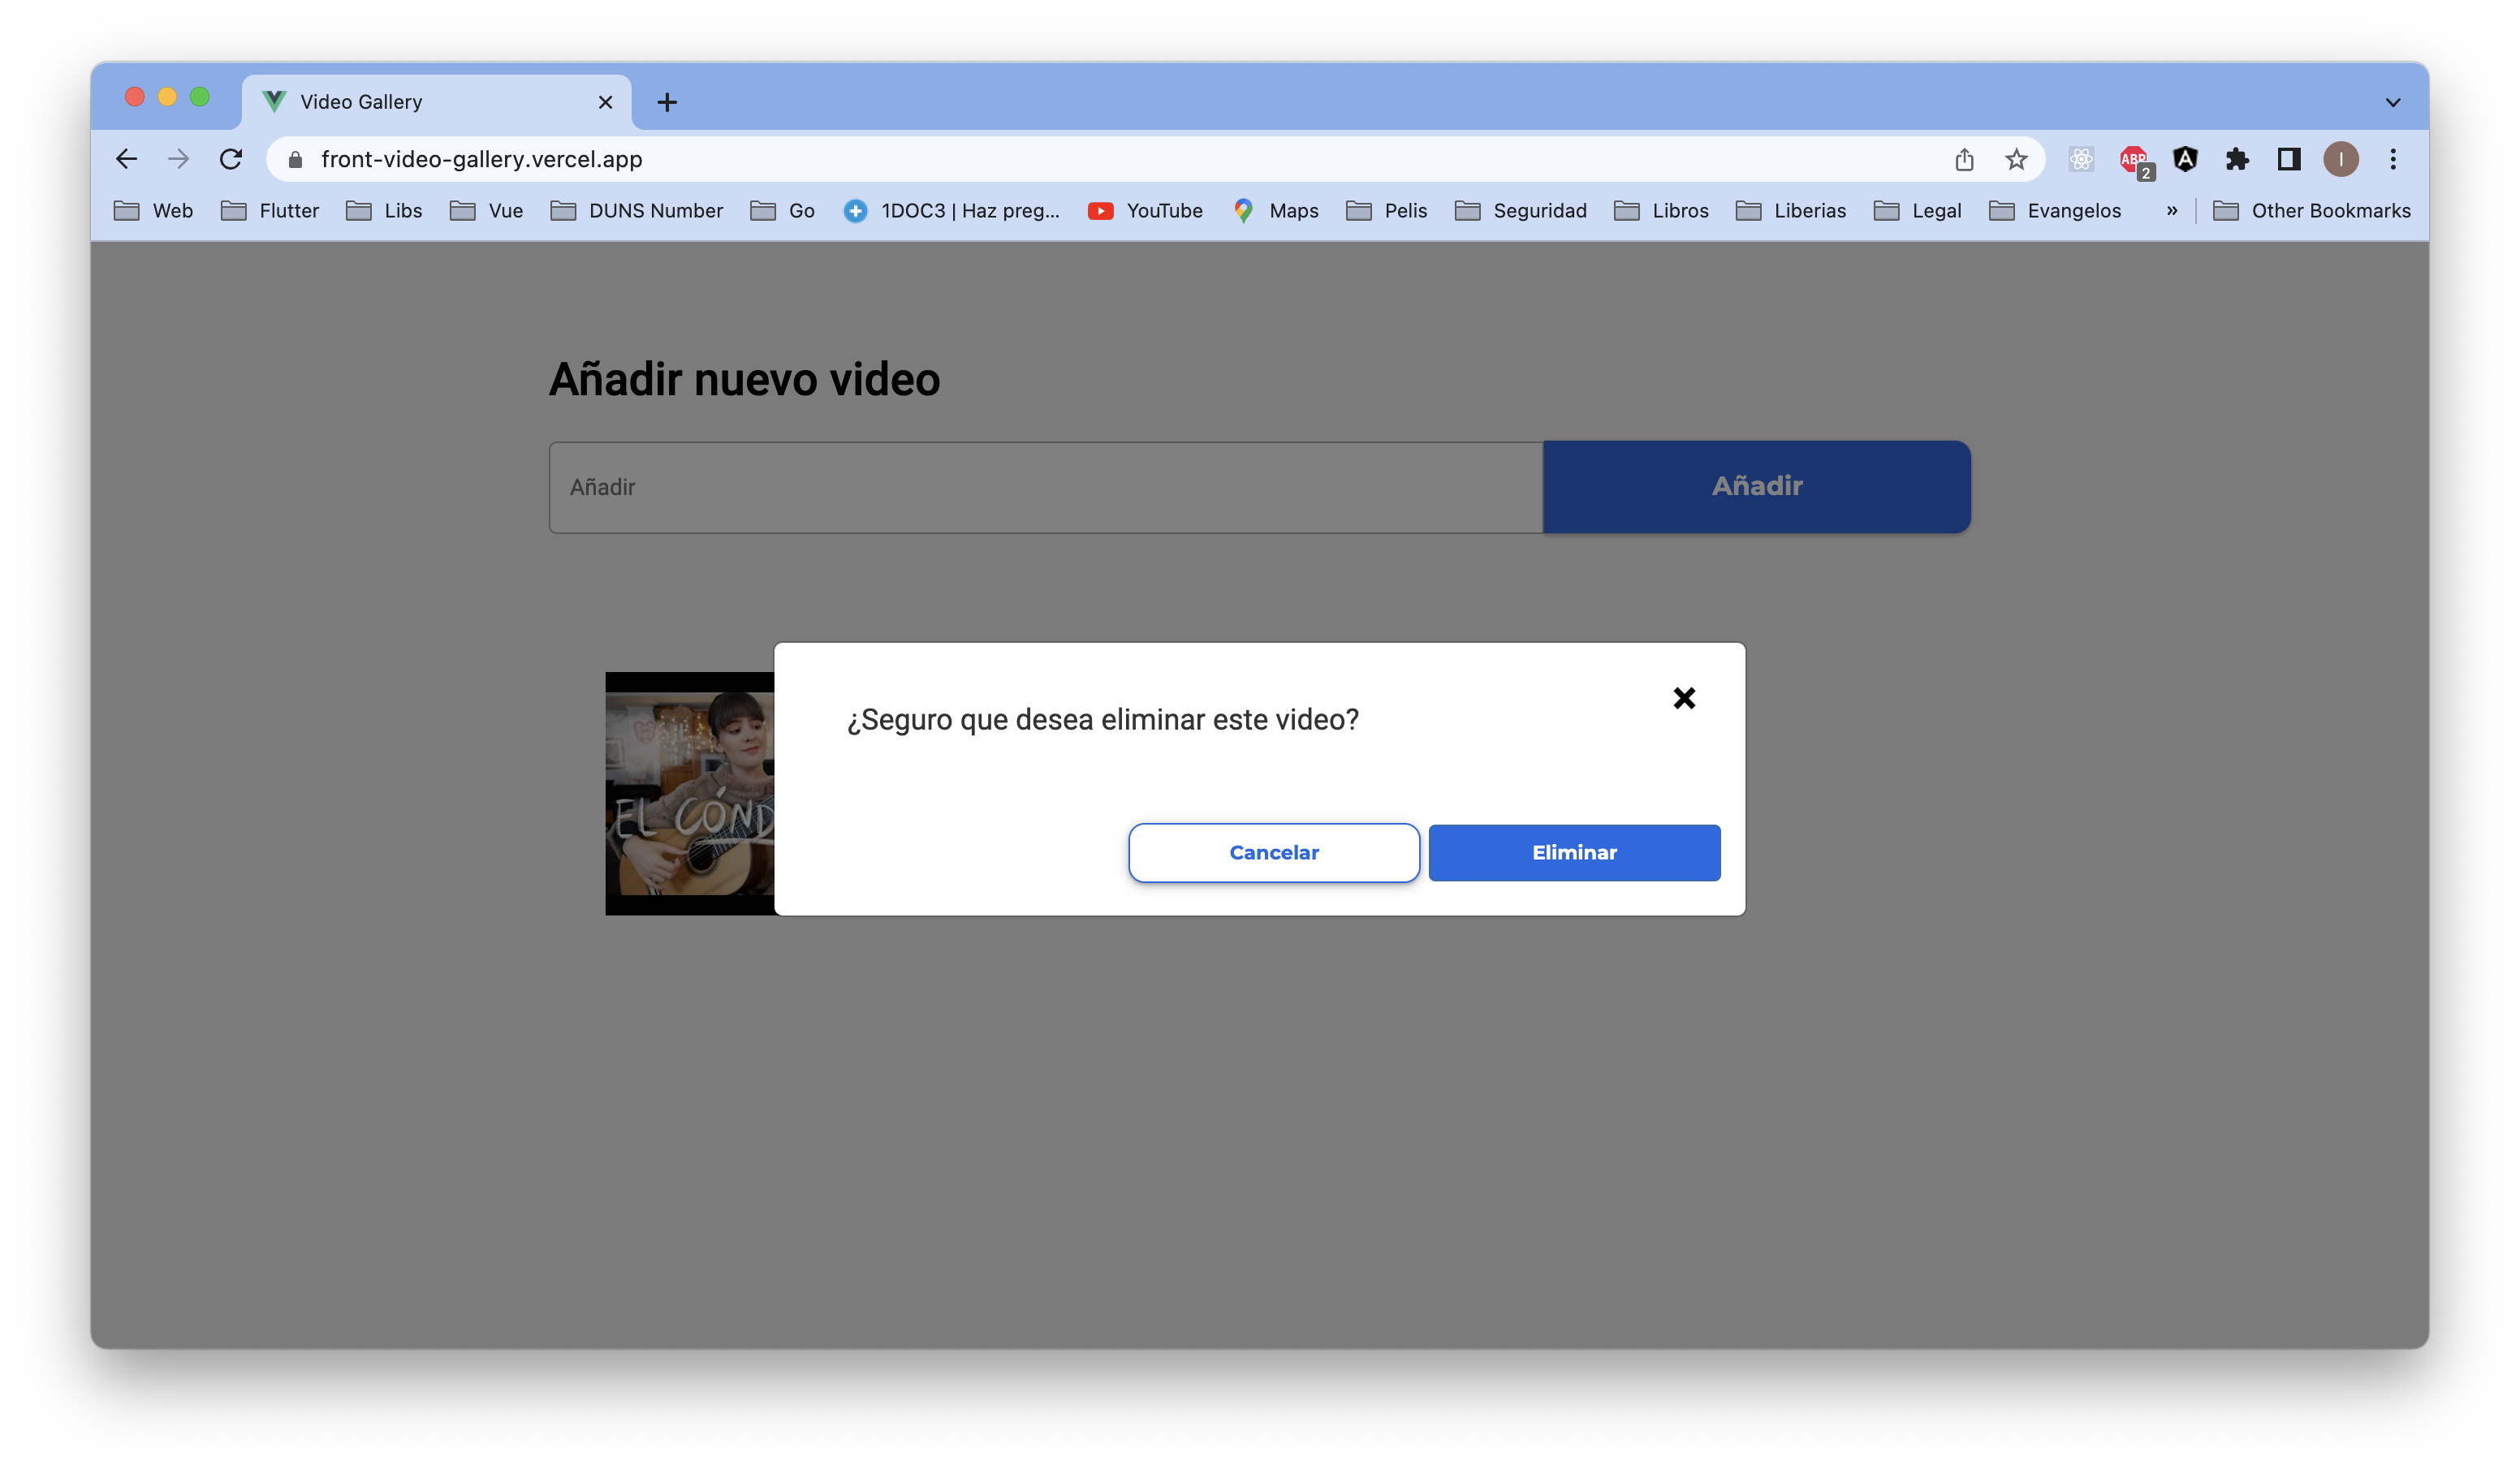 Video Gallery
front-video-gallery.vercel.app
ABP
2
I
Web
Flutter
Libs
Vue
DUNS Number
Go
1DOC3 | Haz preg...
YouTube
Maps
Pelis
Seguridad
Libros
Liberias
Legal
Evangelos
»
Other Bookmarks
Añadir nuevo video
Añadir
Añadir
¿Seguro que desea eliminar este video?
EL CÓND
Cancelar
Eliminar